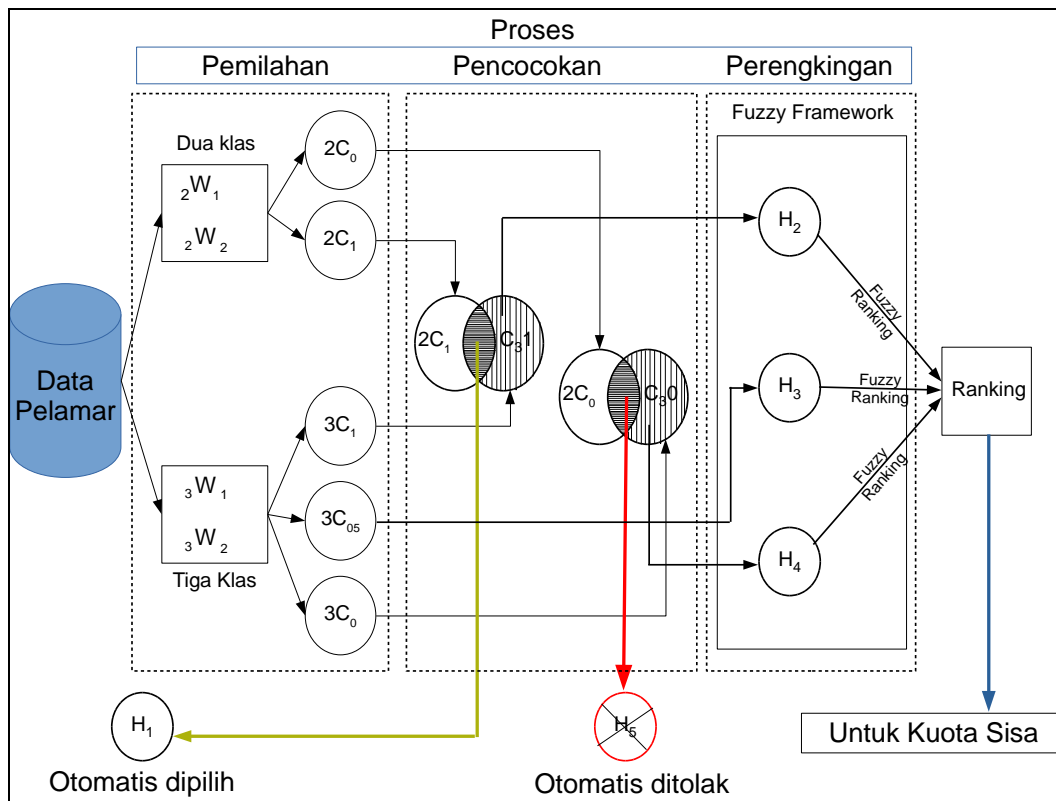 Proses
Pemilahan
Pencocokan
Perengkingan
Dua klas
₂W₁
₂W₂
2C₀
2C₁
Data
Pelamar
₃W₁
₃W₂
Tiga Klas
3C₁
3C₀₅
3C₀
2C₁
C₃1
2C₀
C₃0
Fuzzy Framework
H₂
H₃
H₄
Fuzzy
Ranking
Fuzzy
Ranking
Fuzzy
Ranking
Ranking
H₁
Otomatis dipilih
H₅
Otomatis ditolak
Untuk Kuota Sisa